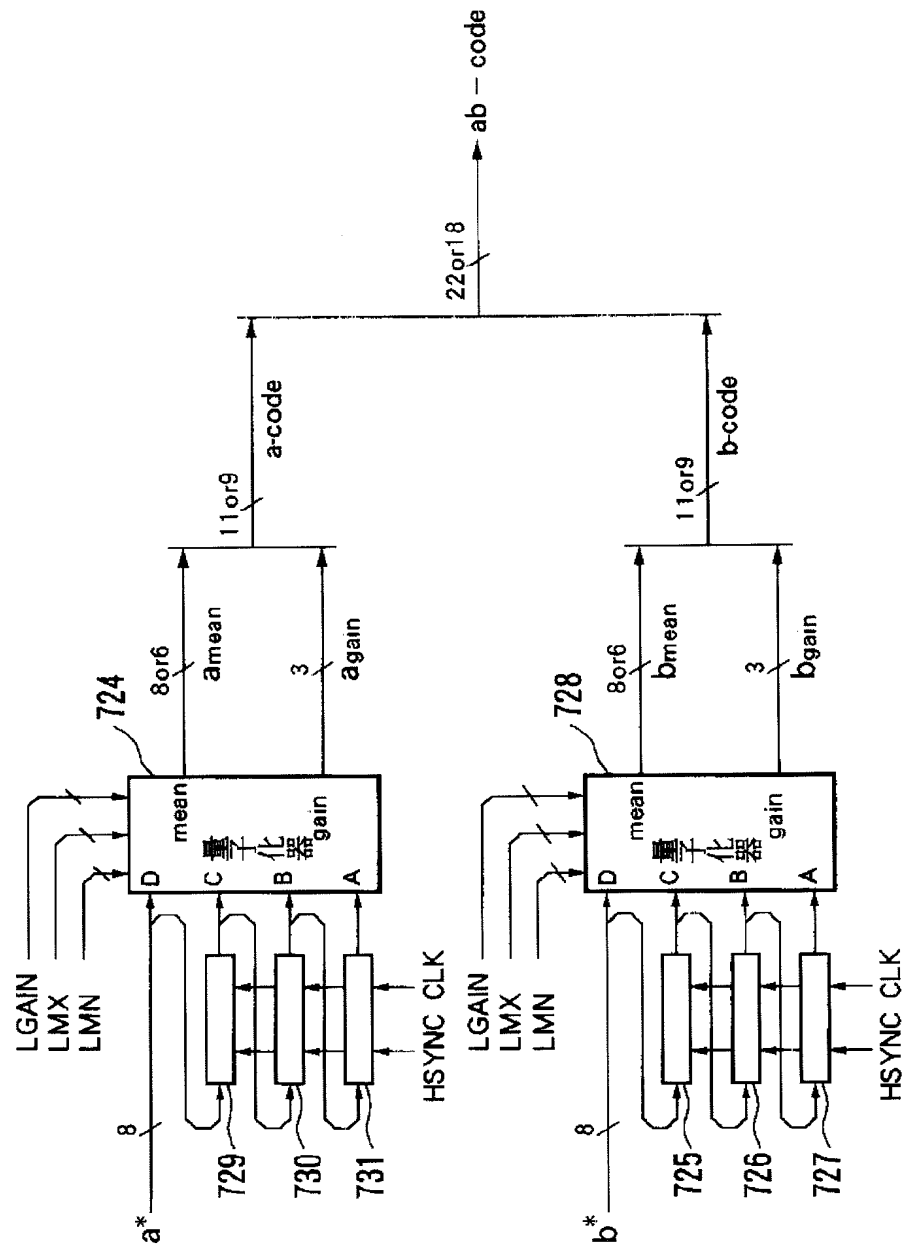 LGAIN
LMX
LMN
724
a*
8
D
C
B
A
mean
量子化器
gain
8or6
amean
3
again
11or9
a-code
729
730
731
HSYNC CLK
22or18
ab – code
LGAIN
LMX
LMN
728
b*
8
D
C
B
A
mean
量子化器
gain
8or6
bmean
3
bgain
11or9
b-code
725
726
727
HSYNC CLK